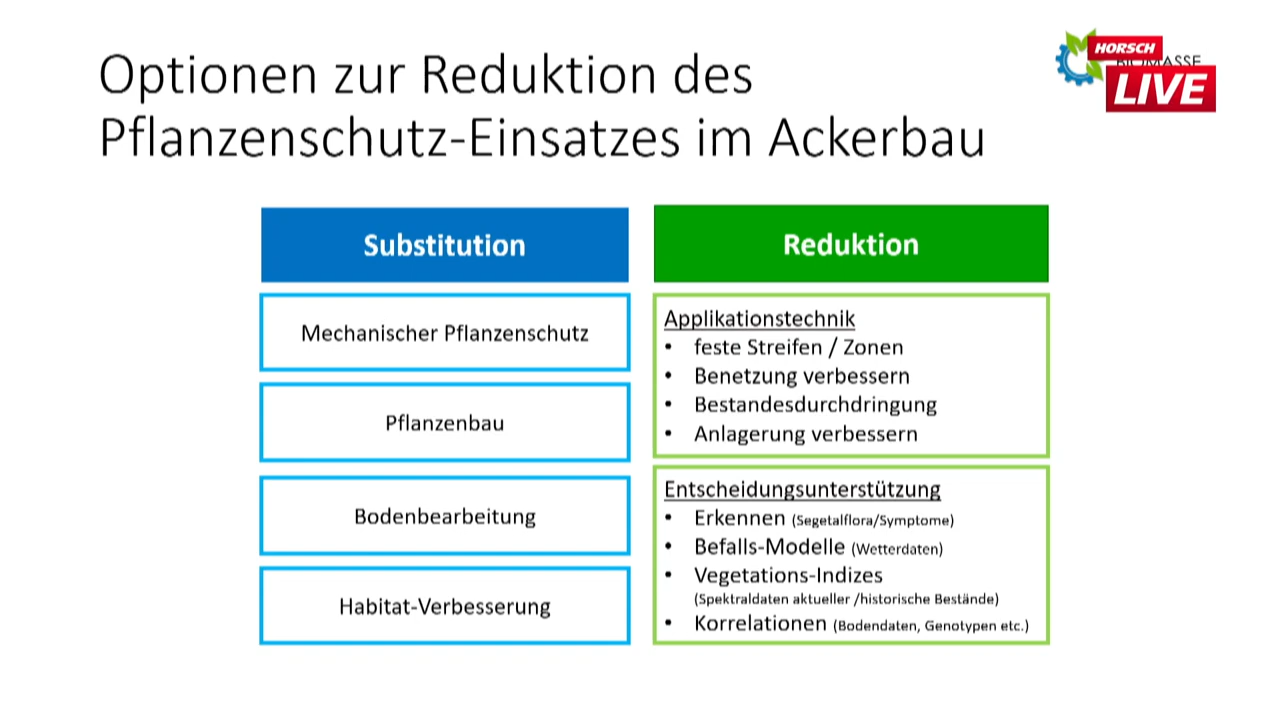 Optionen zur Reduktion des
Pflanzenschutz-Einsatzes im Ackerbau
HORSCH
LIVE
Substitution
Mechanischer Pflanzenschutz
Pflanzenbau
Bodenbearbeitung
Habitat-Verbesserung
Reduktion
Applikationstechnik
• feste Streifen / Zonen
• Benetzung verbessern
• Bestandesdurchdringung
• Anlagerung verbessern
Entscheidungsunterstützung
• Erkennen (Segetalflora/Symptome)
• Befalls-Modelle (Wetterdaten)
• Vegetations-Indizes
(Spektraldaten aktueller /historische Bestände)
• Korrelationen (Bodendaten, Genotypen etc.)